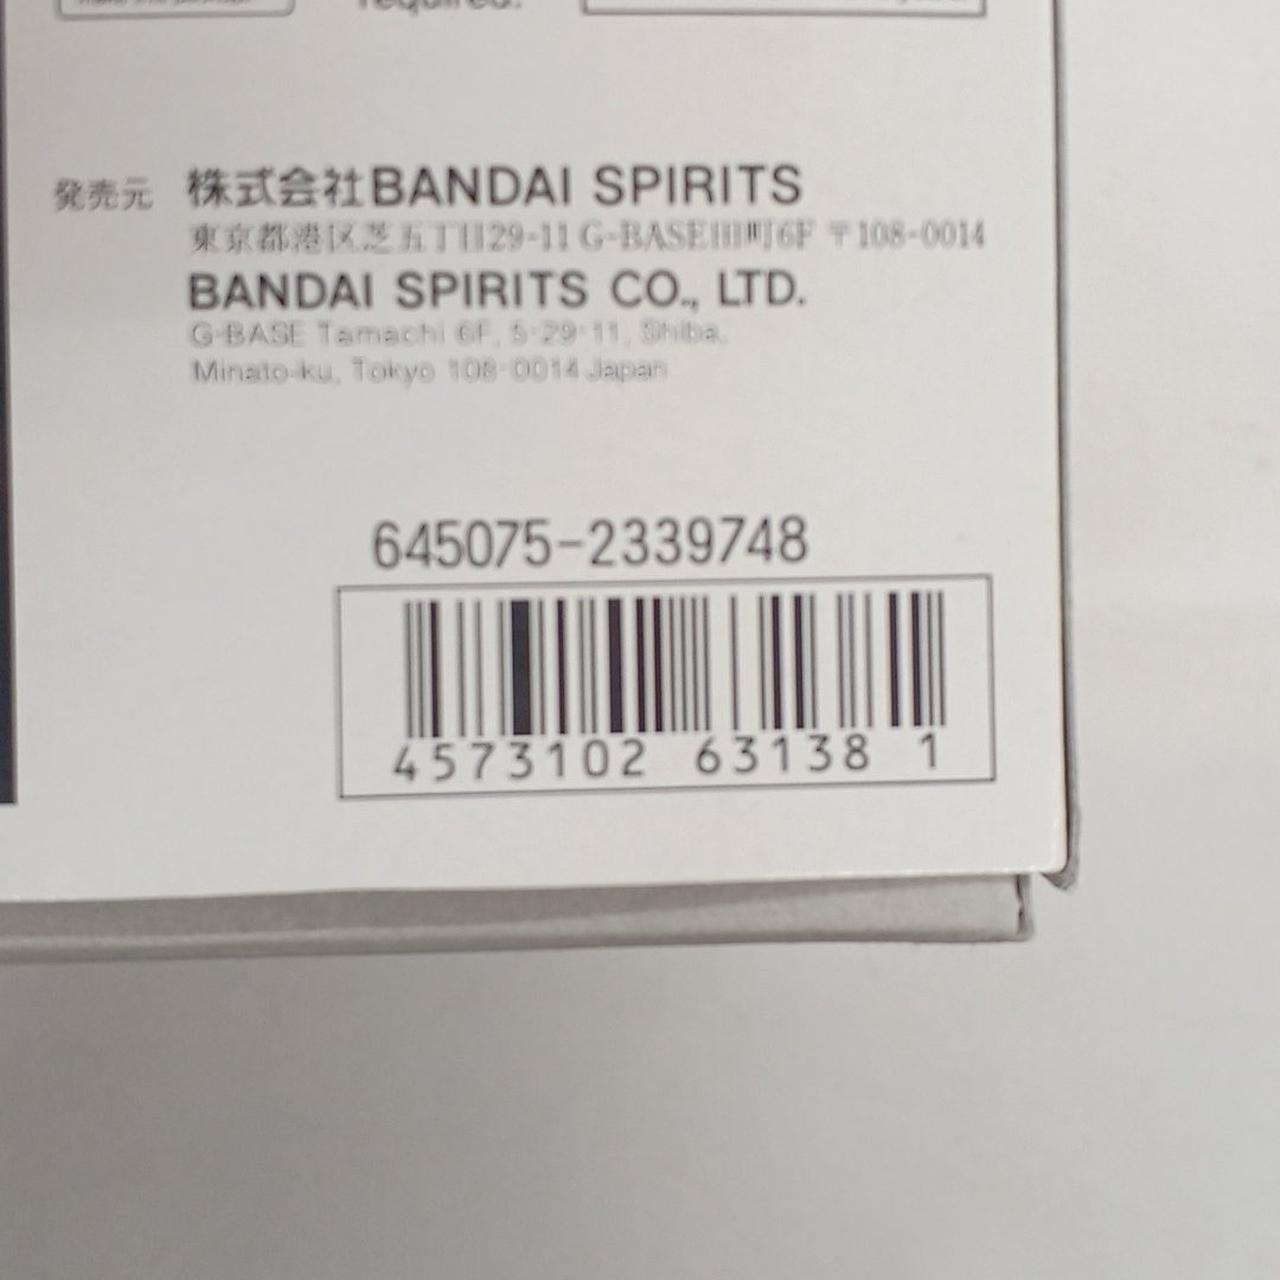 required.
発売元 株式会社BANDAI SPIRITS
東京都港区芝五丁目29-11 G-BASE田町6F 〒108-0014
BANDAI SPIRITS CO., LTD.
G-BASE Tamachi 6F, 5-29-11, Shiba,
Minato-ku, Tokyo 108-0014 Japan
645075-2339748
4573102 63138 1